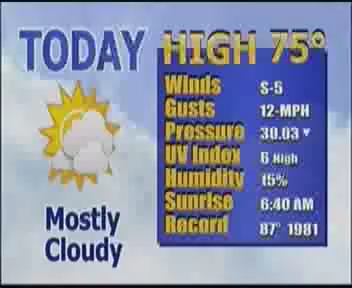 TODAY HIGH 75°
Winds S-5
Gusts 12-MPH
Pressure 30.03 ▼
UV Index 6 High
Humidity 15%
Sunrise 6:40 AM
Record 87° 1981
Mostly
Cloudy